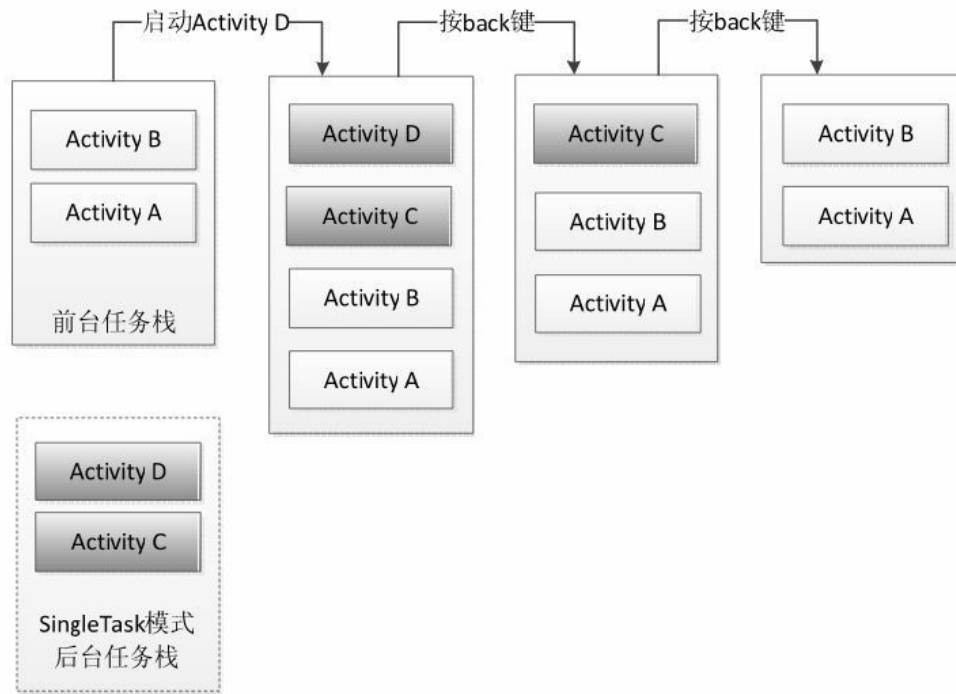 启动Activity D
按back键
按back键
Activity B
Activity A
前台任务栈
Activity D
Activity C
Activity B
Activity A
Activity C
Activity B
Activity A
Activity B
Activity A
Activity D
Activity C
SingleTask模式
后台任务栈